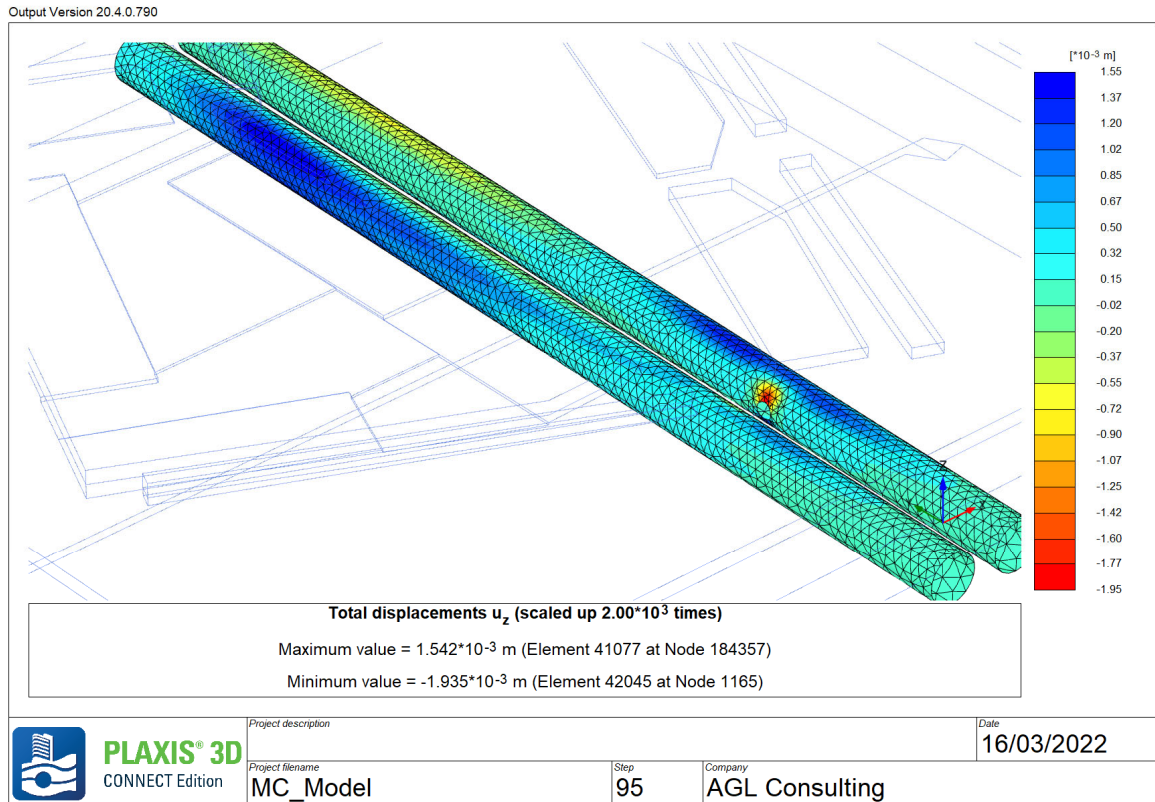 Output Version 20.4.0.790
[*10-3 m]
1.55
1.37
1.20
1.02
0.85
0.67
0.50
0.32
0.15
-0.02
-0.20
-0.37
-0.55
-0.72
-0.90
-1.07
-1.25
-1.42
-1.60
-1.77
-1.95
Z
Total displacements uz (scaled up 2.00*103 times)
Maximum value = 1.542*10-3 m (Element 41077 at Node 184357)
Minimum value = -1.935*10-3 m (Element 42045 at Node 1165)
PLAXIS® 3D
CONNECT Edition
Project description
Date
16/03/2022
Project filename
MC_Model
Step
95
Company
AGL Consulting